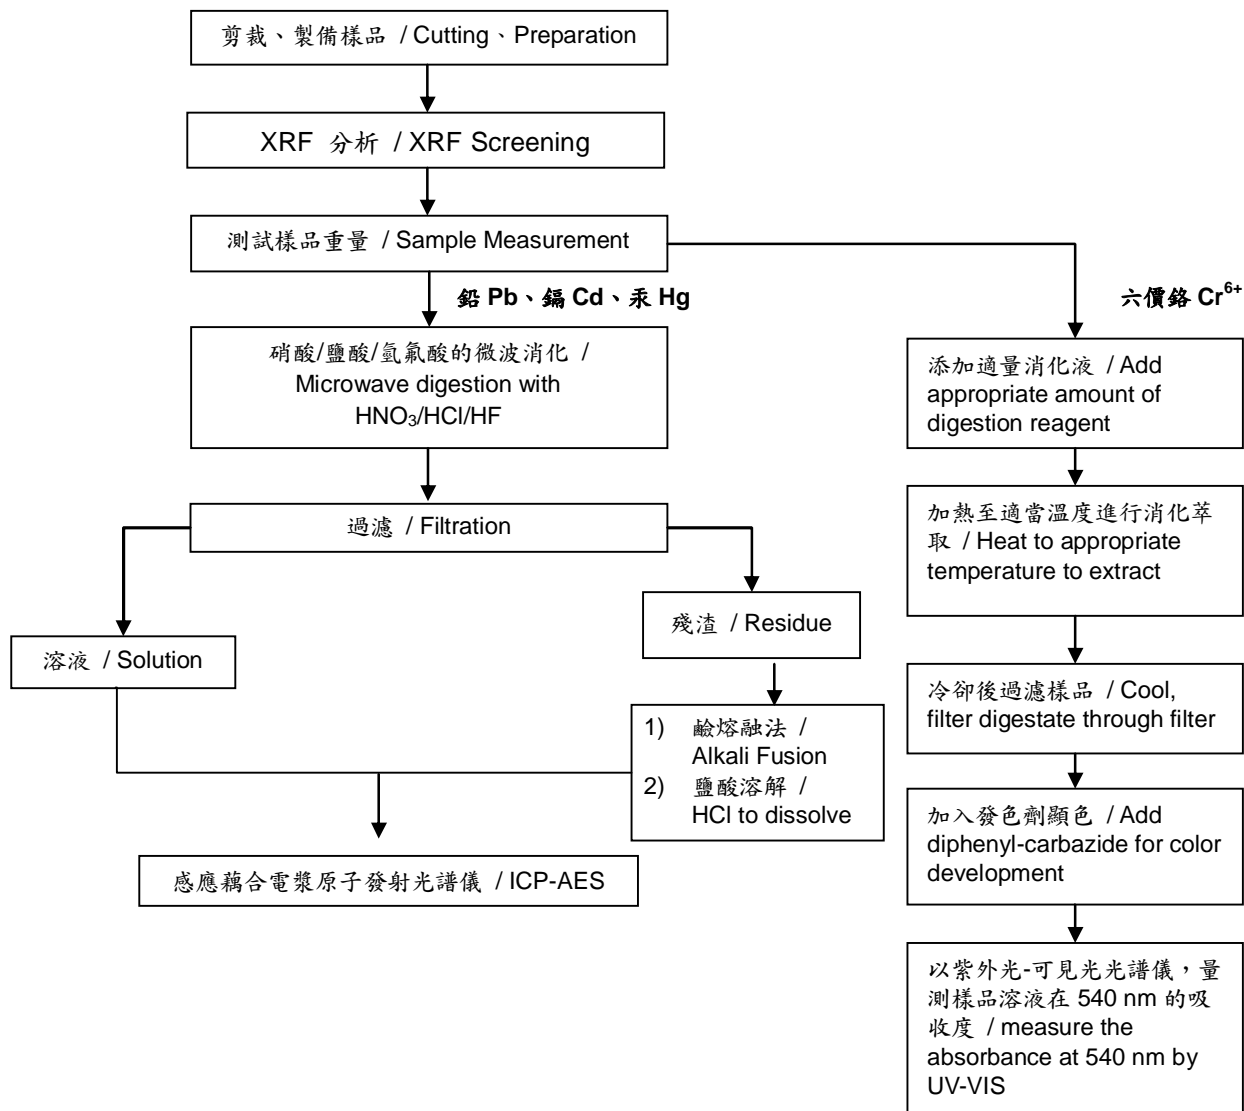 剪裁、製備樣品 / Cutting、Preparation
XRF 分析 / XRF Screening
測試樣品重量 / Sample Measurement
鉛 Pb、鎘 Cd、汞 Hg
六價鉻 Cr⁶⁺
硝酸/鹽酸/氫氟酸的微波消化 /
Microwave digestion with
HNO₃/HCl/HF
過濾 / Filtration
溶液 / Solution
殘渣 / Residue
1) 鹼熔融法 /
Alkali Fusion
2) 鹽酸溶解 /
HCl to dissolve
感應藕合電漿原子發射光譜儀 / ICP-AES
添加適量消化液 / Add
appropriate amount of
digestion reagent
加熱至適當溫度進行消化萃
取 / Heat to appropriate
temperature to extract
冷卻後過濾樣品 / Cool,
filter digestate through filter
加入發色劑顯色 / Add
diphenyl-carbazide for color
development
以紫外光-可見光光譜儀，量
測樣品溶液在 540 nm 的吸
收度 / measure the
absorbance at 540 nm by
UV-VIS